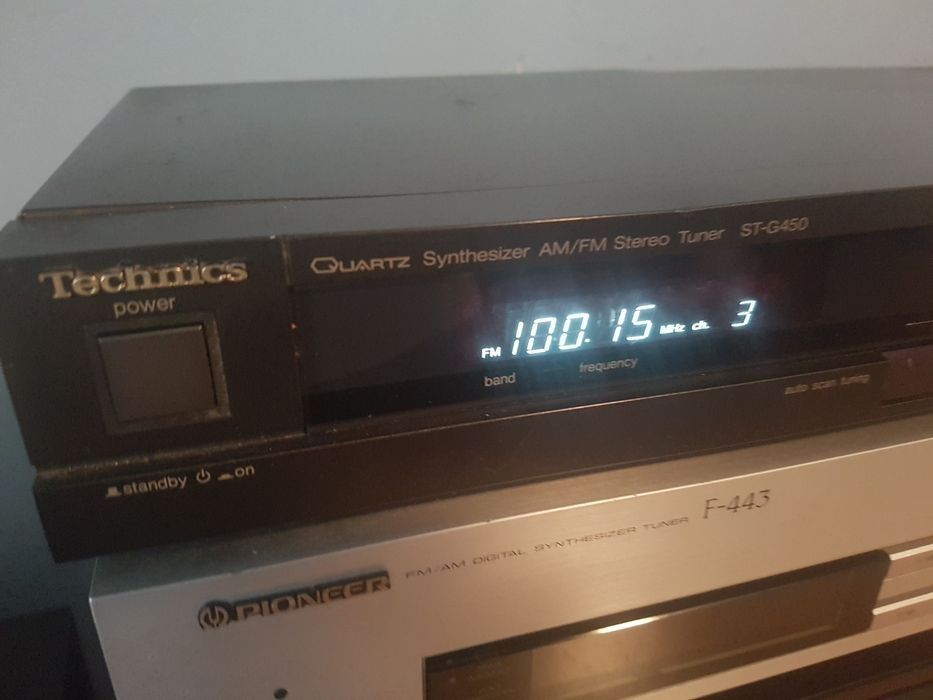 QUARTZ Synthesizer AM/FM Stereo Tuner ST-G450
Technics
power
FM 100.15 MHz ch. 3
band
frequency
auto scan tuning
standby on
FM/AM DIGITAL SYNTHESIZER TUNER F-443
PIONEER